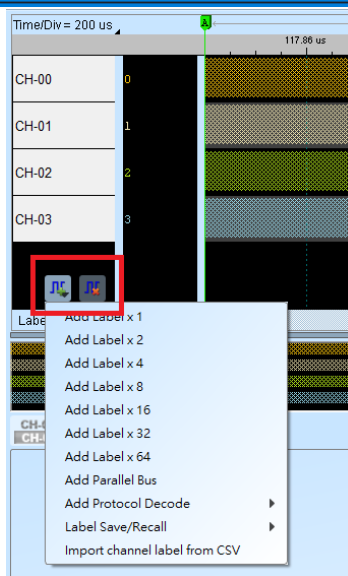 Time/Div = 200 us
A
117.86 us
CH-00 0
CH-01 1
CH-02 2
CH-03 3
Labe
Add Label x 1
Add Label x 2
Add Label x 4
Add Label x 8
Add Label x 16
Add Label x 32
Add Label x 64
Add Parallel Bus
Add Protocol Decode
Label Save/Recall
Import channel label from CSV